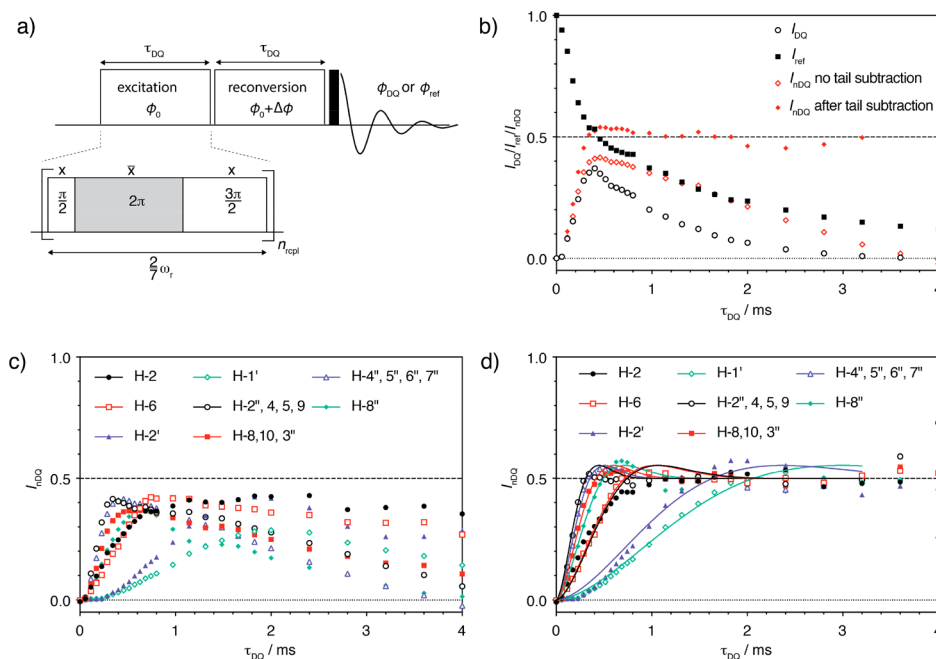 a)
τDQ
τDQ
excitation
ϕ0
reconversion
ϕ0+Δϕ
ϕDQ or ϕref
x
x̄
x
π/2
2π
3π/2
nrcpl
2/7 ωr
b)
1.0
0.5
0.0
IDQ/Iref/InDQ
IDQ
Iref
InDQ no tail subtraction
InDQ after tail subtraction
0
1
2
3
4
τDQ / ms
c)
1.0
0.5
0.0
InDQ
H-2
H-1'
H-4", 5", 6", 7"
H-6
H-2", 4, 5, 9
H-8"
H-2'
H-8,10, 3"
0
1
2
3
4
τDQ / ms
d)
1.0
0.5
0.0
InDQ
H-2
H-1'
H-4", 5", 6", 7"
H-6
H-2", 4, 5, 9
H-8"
H-2'
H-8,10, 3"
0
1
2
3
4
τDQ / ms